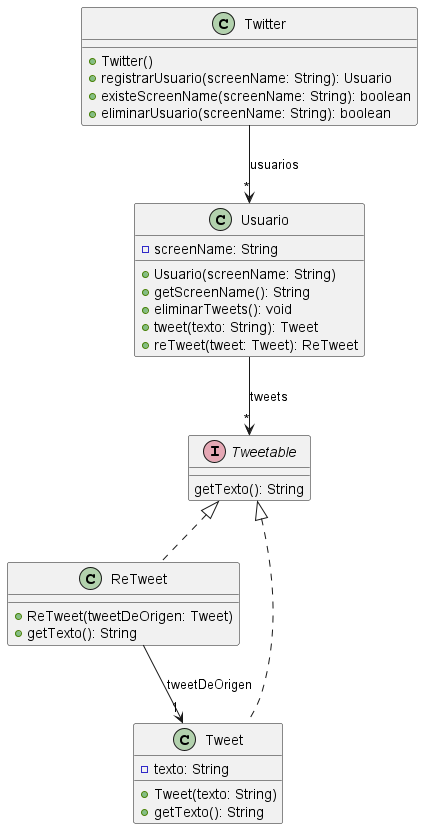 C Twitter
Twitter()
registrarUsuario(screenName: String): Usuario
existeScreenName(screenName: String): boolean
eliminarUsuario(screenName: String): boolean
usuarios
*
C Usuario
screenName: String
Usuario(screenName: String)
getScreenName(): String
eliminarTweets(): void
tweet(texto: String): Tweet
reTweet(tweet: Tweet): ReTweet
tweets
*
I Tweetable
getTexto(): String
C ReTweet
ReTweet(tweetDeOrigen: Tweet)
getTexto(): String
tweetDeOrigen
1
C Tweet
texto: String
Tweet(texto: String)
getTexto(): String